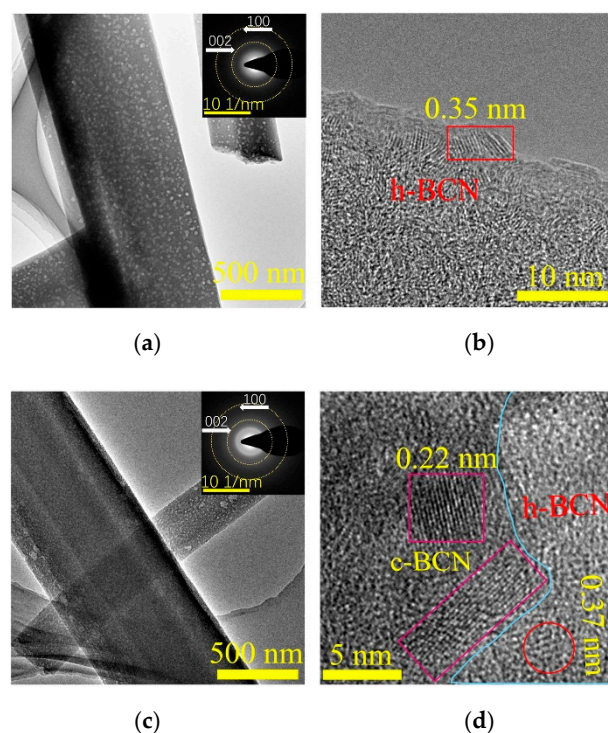 100
002
10 1/nm
500 nm
(a)
0.35 nm
h-BCN
10 nm
(b)
100
002
10 1/nm
500 nm
(c)
0.22 nm
h-BCN
c-BCN
0.37 nm
5 nm
(d)